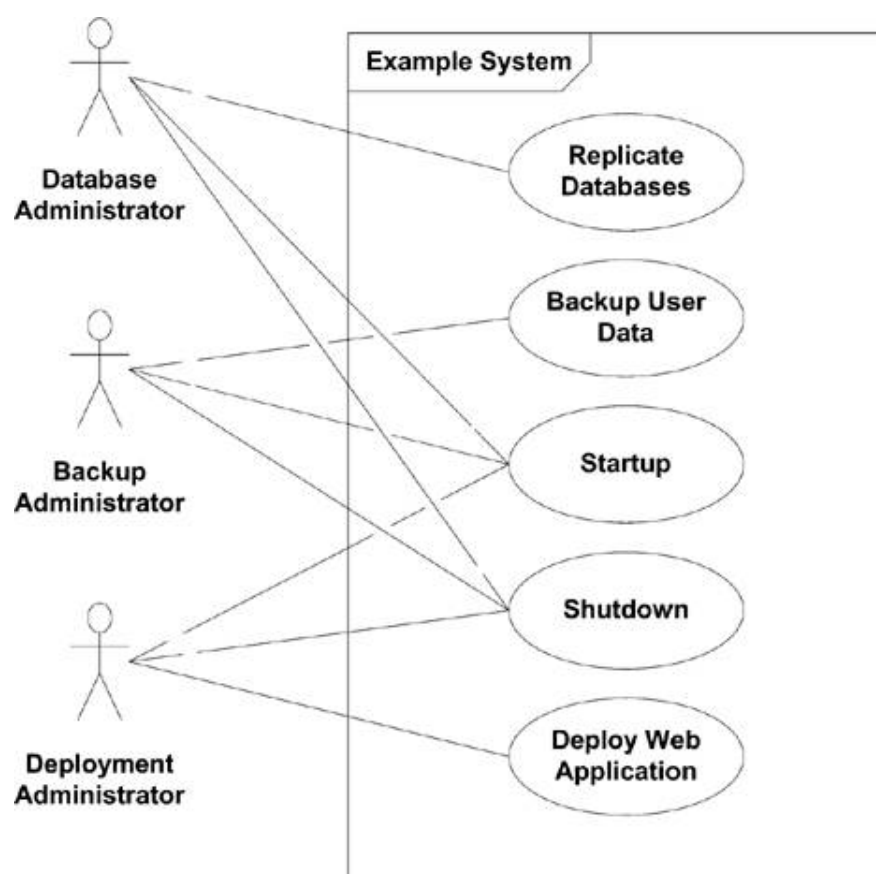 Example System
Replicate
Databases
Database
Administrator
Backup User
Data
Backup
Administrator
Startup
Shutdown
Deployment
Administrator
Deploy Web
Application